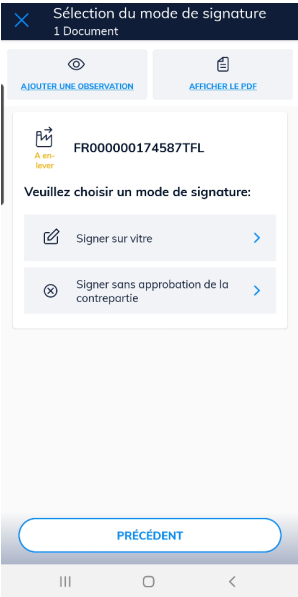 Sélection du mode de signature
1 Document
AJOUTER UNE OBSERVATION
AFFICHER LE PDF
A en-
lever
FR000000174587TFL
Veuillez choisir un mode de signature:
Signer sur vitre
Signer sans approbation de la
contrepartie
PRÉCÉDENT